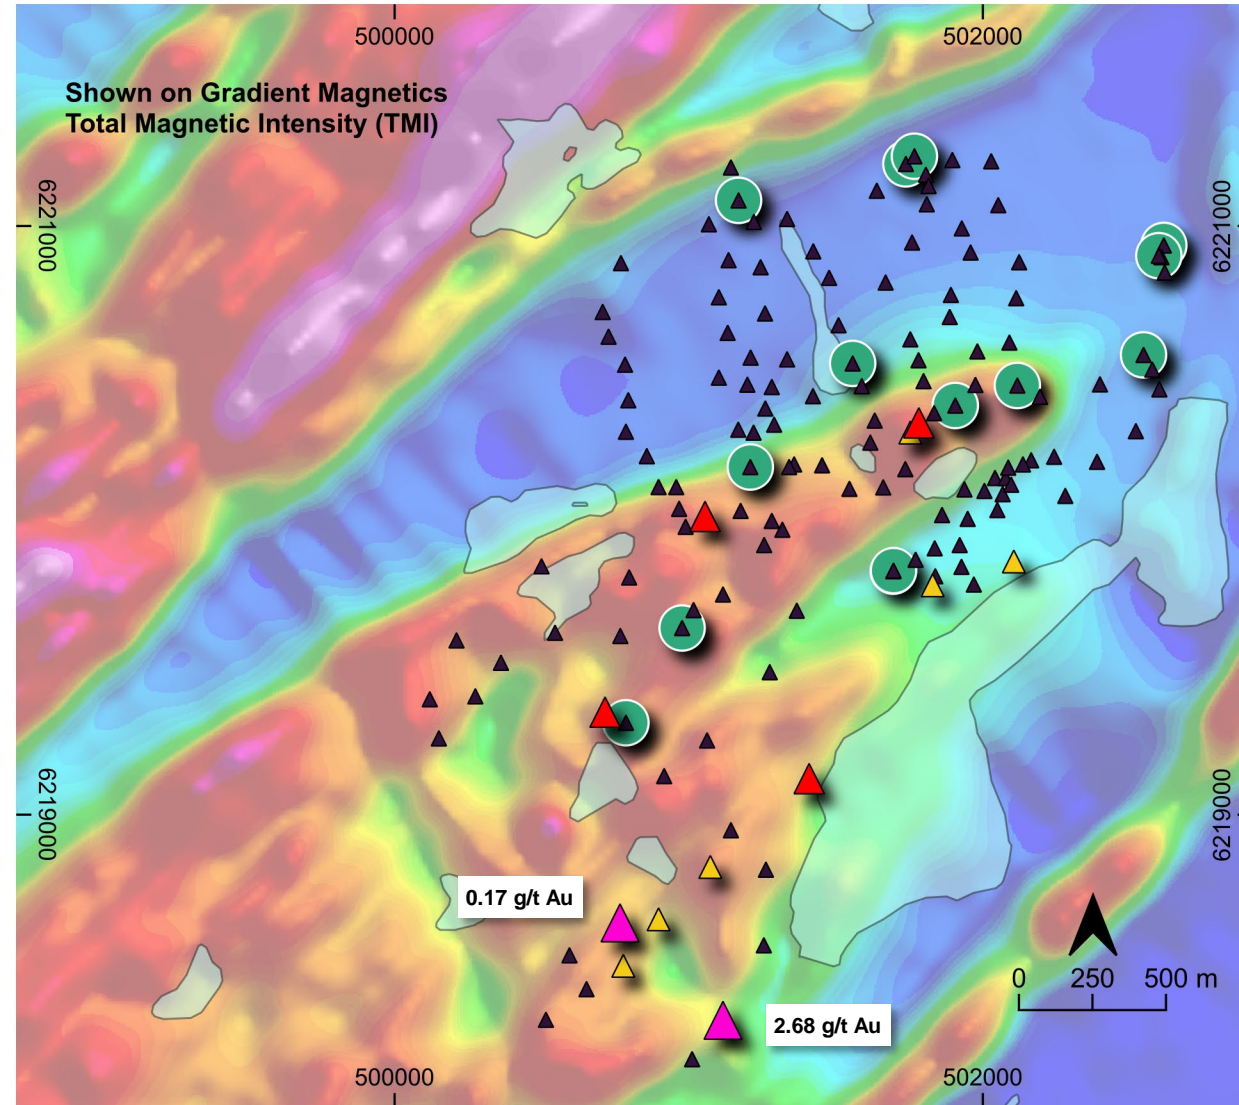 500000
502000
Shown on Gradient Magnetics
Total Magnetic Intensity (TMI)
6221000
6221000
6219000
6219000
0.17 g/t Au
2.68 g/t Au
0 250 500 m
500000
502000